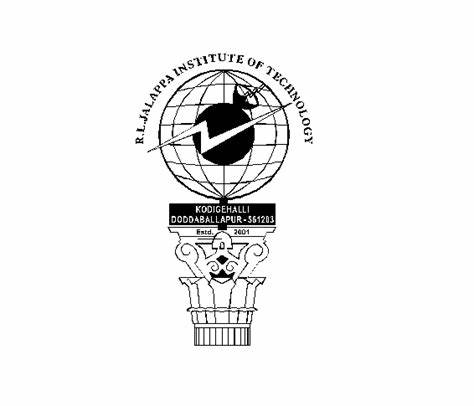 R.L.JALAPPA INSTITUTE OF TECHNOLOGY
KODIGEHALLI
DODDABALLAPUR - 561203
Estd. 2001